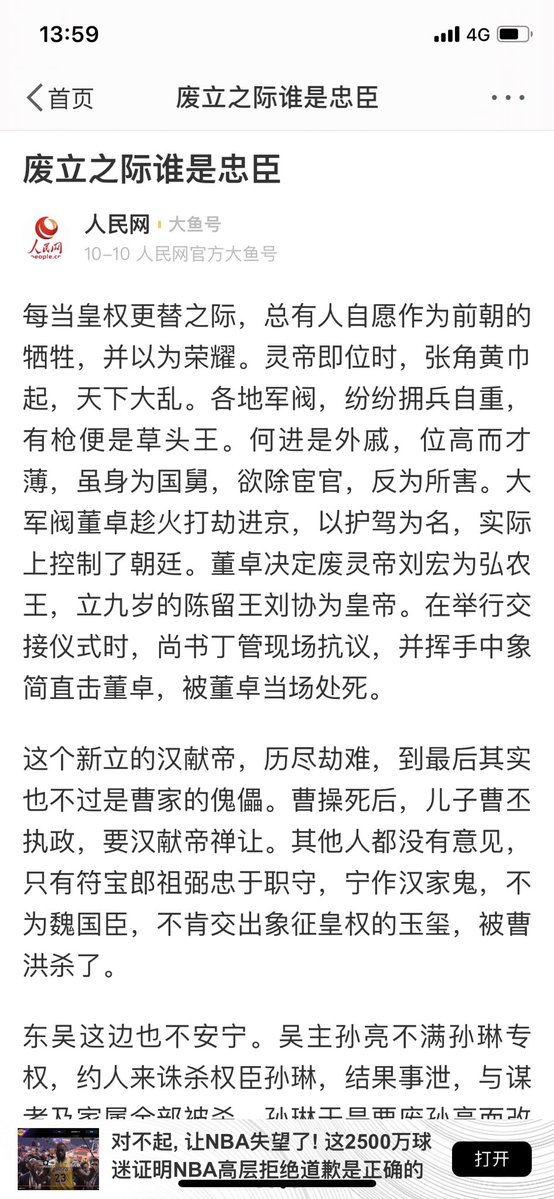 13:59
4G
首页
废立之际谁是忠臣
废立之际谁是忠臣
人民网
people.cn
人民网
大鱼号
10-10 人民网官方大鱼号
每当皇权更替之际，总有人自愿作为前朝的
牺牲，并以为荣耀。灵帝即位时，张角黄巾
起，天下大乱。各地军阀，纷纷拥兵自重，
有枪便是草头王。何进是外戚，位高而才
薄，虽身为国舅，欲除宦官，反为所害。大
军阀董卓趁火打劫进京，以护驾为名，实际
上控制了朝廷。董卓决定废灵帝刘宏为弘农
王，立九岁的陈留王刘协为皇帝。在举行交
接仪式时，尚书丁管现场抗议，并挥手中象
简直击董卓，被董卓当场处死。
这个新立的汉献帝，历尽劫难，到最后其实
也不过是曹家的傀儡。曹操死后，儿子曹丕
执政，要汉献帝禅让。其他人都没有意见，
只有符宝郎祖弼忠于职守，宁作汉家鬼，不
为魏国臣，不肯交出象征皇权的玉玺，被曹
洪杀了。
东吴这边也不安宁。吴主孙亮不满孙琳专
权，约人来诛杀权臣孙琳，结果事泄，与谋
者及家属全部被杀。孙琳于是要废孙亮而改
对不起, 让NBA失望了! 这2500万球
迷证明NBA高层拒绝道歉是正确的
打开
23